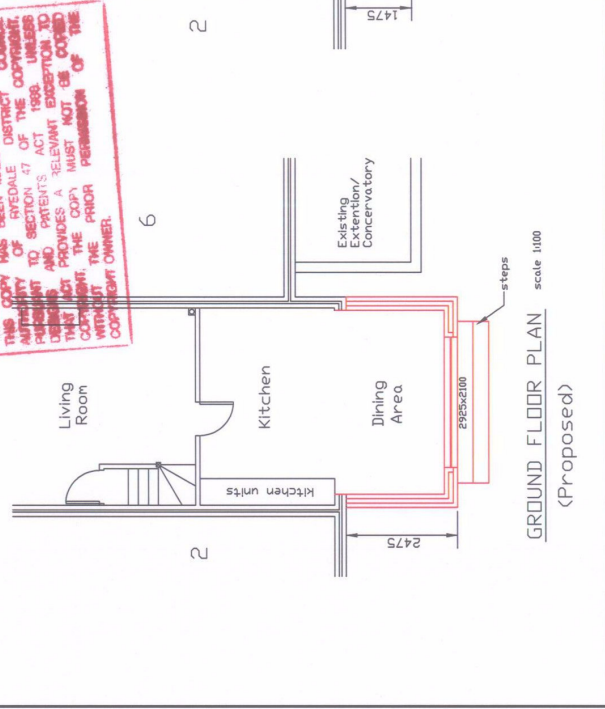 THIS COPY HAS BEEN MADE DISTRICT COUNCIL
AUTHORITY OF RYEDALE
PURSUANT TO SECTION 47 OF THE COPYRIGHT,
DESIGNS AND PATENTS ACT 1988. UNLESS
THAT ACT PROVIDES A RELEVANT EXCEPTION TO
COPYRIGHT, THE COPY MUST NOT BE COPIED
WITHOUT THE PRIOR PERMISSION OF THE
COPYRIGHT OWNER.
2
1475
6
Living
Room
Existing
Extention/
Concervatory
Kitchen
kitchen units
2
Dining
Area
2475
2925x2100
steps
GROUND FLOOR PLAN
scale 1:100
(Proposed)